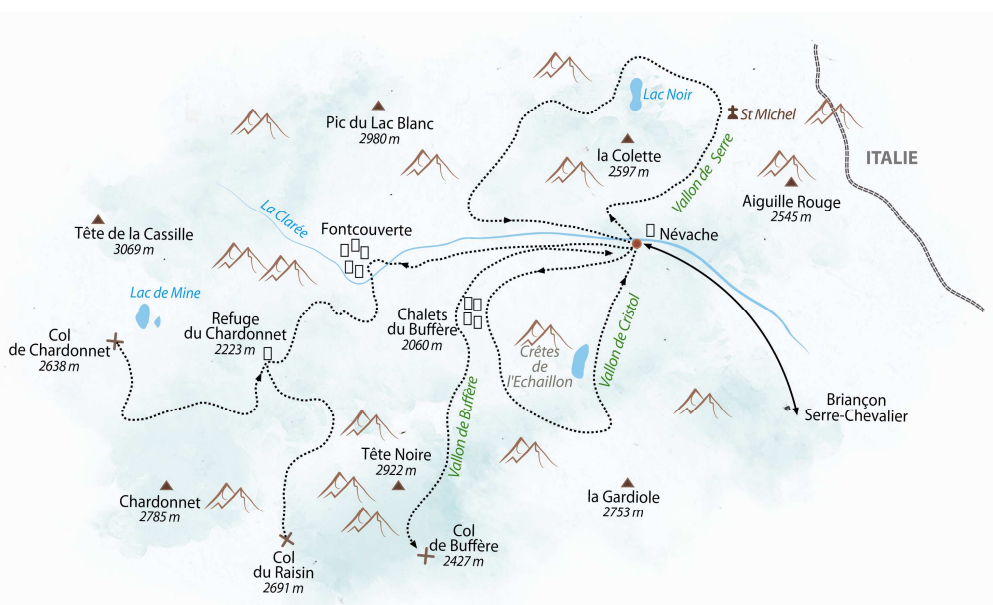 Lac Noir
St MIchel
Pic du Lac Blanc
2980 m
la Colette
2597 m
Vallon de Serre
ITALIE
Aiguille Rouge
2545 m
La Clarée
Tête de la Cassille
3069 m
Fontcouverte
Névache
Lac de Mine
Refuge
du Chardonnet
2223 m
Chalets
du Buffère
2060 m
Col
de Chardonnet
2638 m
Crêtes
de
l'Echaillon
Vallon de Cristol
Vallon de Buffère
Briançon
Serre-Chevalier
Tête Noire
2922 m
Chardonnet
2785 m
la Gardiole
2753 m
Col
de Buffère
2427 m
Col
du Raisin
2691 m